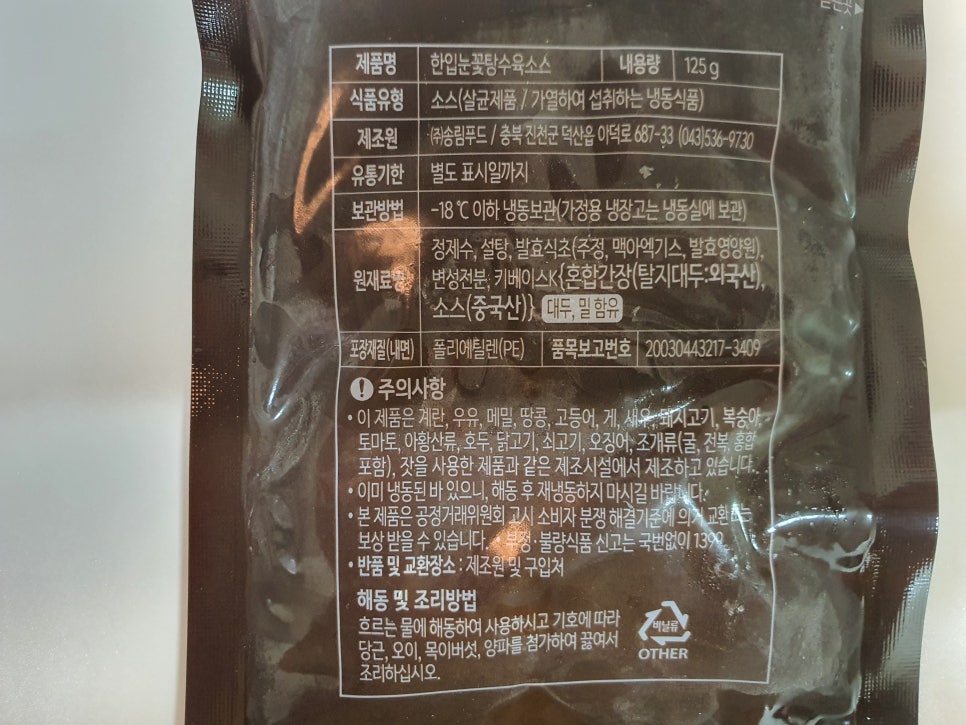 제품명 한입눈꽃탕수육소스 내용량 125 g
식품유형 소스(살균제품 / 가열하여 섭취하는 냉동식품)
제조원 ㈜송림푸드 / 충북 진천군 덕산읍 아덕로 687-33 (043)536-9730
유통기한 별도 표시일까지
보관방법 -18 ℃ 이하 냉동보관(가정용 냉장고는 냉동실에 보관)
정제수, 설탕, 발효식초(주정, 맥아엑기스, 발효영양원),
원재료명 변성전분, 키베이스K{혼합간장(탈지대두:외국산),
소스(중국산)} 대두, 밀 함유
포장재질(내면) 폴리에틸렌(PE) 품목보고번호 20030443217-3409
! 주의사항
• 이 제품은 계란, 우유, 메밀, 땅콩, 고등어, 게, 새우, 돼지고기, 복숭아,
토마토, 아황산류, 호두, 닭고기, 쇠고기, 오징어, 조개류(굴, 전복, 홍합
포함), 잣을 사용한 제품과 같은 제조시설에서 제조하고 있습니다.
• 이미 냉동된 바 있으니, 해동 후 재냉동하지 마시길 바랍니다.
• 본 제품은 공정거래위원회 고시 소비자 분쟁 해결기준에 의거 교환 또는
보상 받을 수 있습니다. • 부정·불량식품 신고는 국번없이 1399
• 반품 및 교환장소 : 제조원 및 구입처
해동 및 조리방법
흐르는 물에 해동하여 사용하시고 기호에 따라
당근, 오이, 목이버섯, 양파를 첨가하여 끓여서
조리하십시오.
비닐류
OTHER